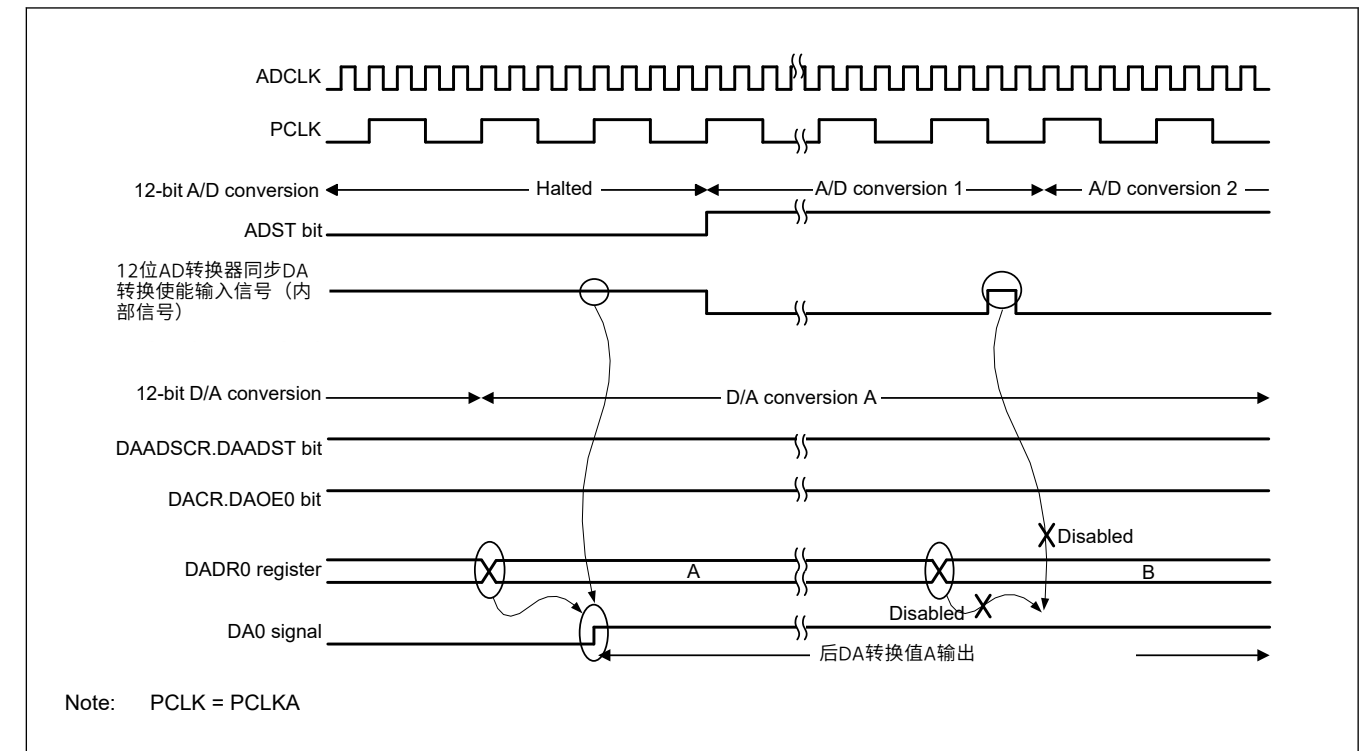 ADCLK
PCLK
12-bit A/D conversion
Halted
A/D conversion 1
A/D conversion 2
ADST bit
12位AD转换器同步DA
转换使能输入信号（内
部信号）
12-bit D/A conversion
D/A conversion A
DAADSCR.DAADST bit
DACR.DAOE0 bit
Disabled
DADR0 register
A
B
Disabled
DA0 signal
后DA转换值A输出
Note: PCLK = PCLKA